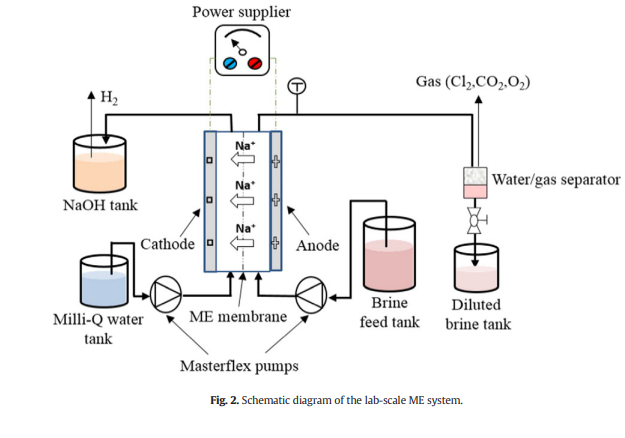 Power supplier
Gas (Cl₂,CO₂,O₂)
H₂
T
Na⁺
Na⁺
Na⁺
Water/gas separator
NaOH tank
Cathode
Anode
Milli-Q water
tank
ME membrane
Brine
feed tank
Diluted
brine tank
Masterflex pumps
Fig. 2. Schematic diagram of the lab-scale ME system.